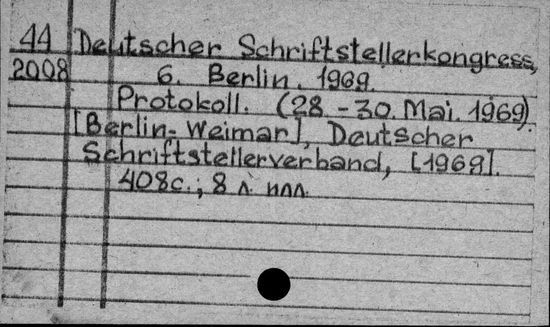 44 Deutscher Schriftstellerkongress,
2008 6. Berlin. 1969.
Protokoll. (28-30. Mai. 1969)
[Berlin-Weimar], Deutscher
Schriftstellerverband, [1969].
408с.; 8 л. илл.